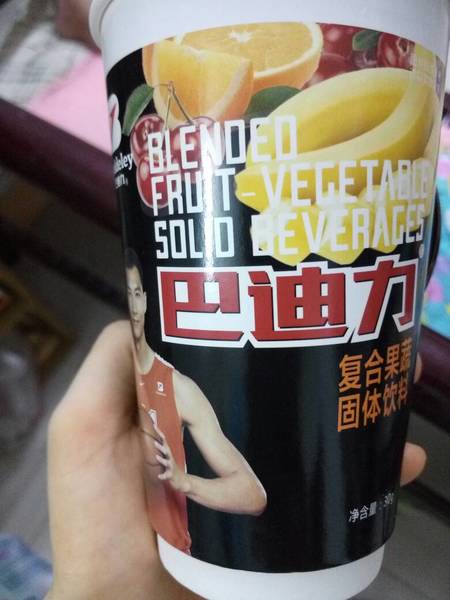 BLENDED
FRUIT-VEGETABLE
SOLID BEVERAGES
巴迪力
复合果蔬
固体饮料
净含量:30g